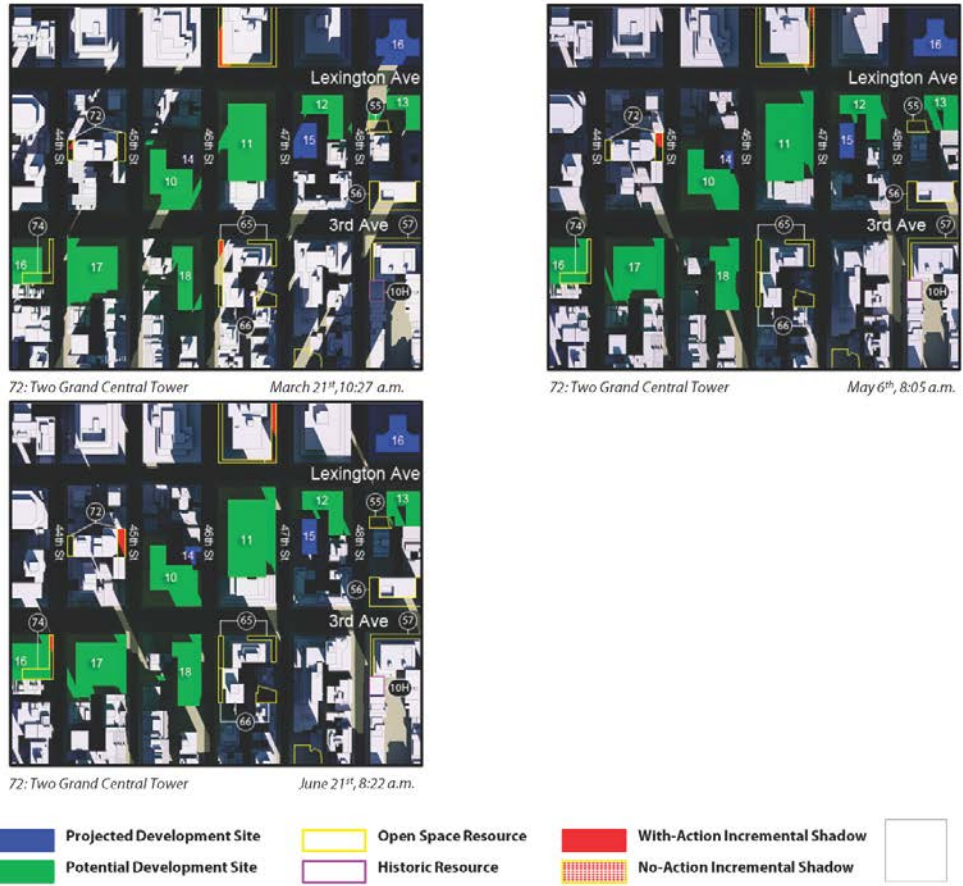 16
Lexington Ave
72
44th St
45th St
14
10
46th St
11
47th St
12
15
48th St
55
13
56
3rd Ave
57
74
16
17
18
65
66
10H
72: Two Grand Central Tower
March 21st, 10:27 a.m.
16
Lexington Ave
72
44th St
45th St
14
10
46th St
11
47th St
12
15
48th St
55
13
56
3rd Ave
57
74
16
17
18
65
66
10H
72: Two Grand Central Tower
May 6th, 8:05 a.m.
16
Lexington Ave
72
44th St
45th St
14
10
46th St
11
47th St
12
15
48th St
55
13
56
3rd Ave
57
74
16
17
18
65
66
10H
72: Two Grand Central Tower
June 21st, 8:22 a.m.
Projected Development Site
Open Space Resource
With-Action Incremental Shadow
Potential Development Site
Historic Resource
No-Action Incremental Shadow